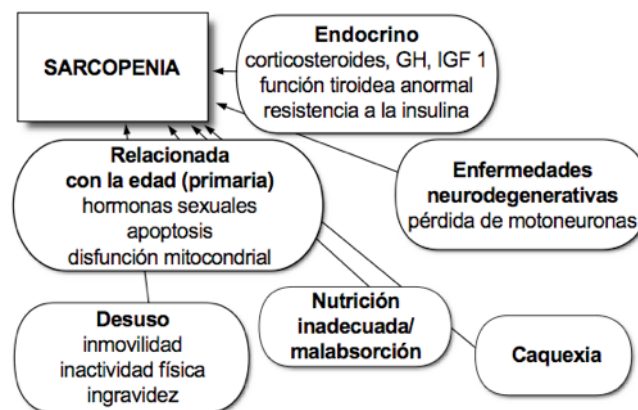 SARCOPENIA
Endocrino
corticosteroides, GH, IGF 1
función tiroidea anormal
resistencia a la insulina
Relacionada
con la edad (primaria)
hormonas sexuales
apoptosis
disfunción mitocondrial
Enfermedades
neurodegenerativas
pérdida de motoneuronas
Desuso
inmovilidad
inactividad física
ingravidez
Nutrición
inadecuada/
malabsorción
Caquexia